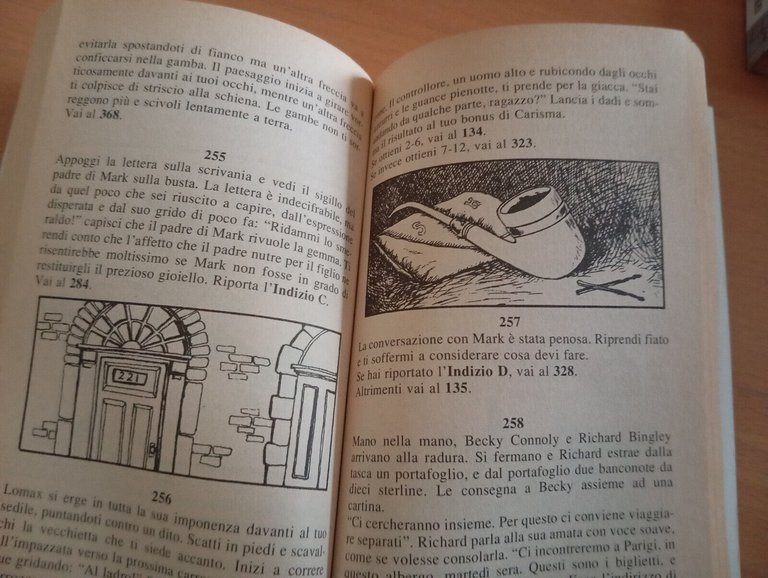 evitarla spostandoti di fianco ma un'altra freccia va a
conficcarsi nella gamba. Il paesaggio inizia a girare vor-
ticosamente davanti ai tuoi occhi, mentre un'altra freccia
ti colpisce di striscio alla schiena. Le gambe non ti sor-
reggono più e scivoli lentamente a terra.
Vai al 368.
255
Appoggi la lettera sulla scrivania e vedi il sigillo del
padre di Mark sulla busta. La lettera è indecifrabile, ma
da quel poco che sei riuscito a capire, dall'espressione
disperata e dal suo grido di poco fa: "Ridammi lo sme-
raldo!" capisci che il padre di Mark rivuole la gemma. Ti
rendi conto che l'affetto che il padre nutre per il figlio ne
risentirebbe moltissimo se Mark non fosse in grado di
restituirgli il prezioso gioiello. Riporta l'Indizio C.
Vai al 284.
221
256
Lomax si erge in tutta la sua imponenza davanti al tuo
sedile, puntandoti contro un dito. Scatti in piedi e scaval-
chi la vecchietta che ti siede accanto. Inizi a correre
all'impazzata verso la prossima
gridando: "Al ladro!"
ne. Il controllore, un uomo alto e rubicondo dagli occhi
azzurri e le guance pienotte, ti prende per la giacca. "Stai
andando da qualche parte, ragazzo?" Lancia i dadi e som-
ma il risultato al tuo bonus di Carisma.
Se ottieni 2-6, vai al 134.
Se invece ottieni 7-12, vai al 323.
257
La conversazione con Mark è stata penosa. Riprendi fiato
e ti soffermi a considerare cosa devi fare.
Se hai riportato l'Indizio D, vai al 328.
Altrimenti vai al 135.
258
Mano nella mano, Becky Connoly e Richard Bingley
arrivano alla radura. Si fermano e Richard estrae dalla
tasca un portafoglio, e dal portafoglio due banconote da
dieci sterline. Le consegna a Becky assieme ad una
cartina.
"Ci cercheranno insieme. Per questo ci conviene viaggia-
re separati". Richard parla alla sua amata con voce soave,
come se volesse consolarla. "Ci incontreremo a Parigi, in
questo albergo, martedì sera. Questi sono i biglietti, e
l'indirizzo di